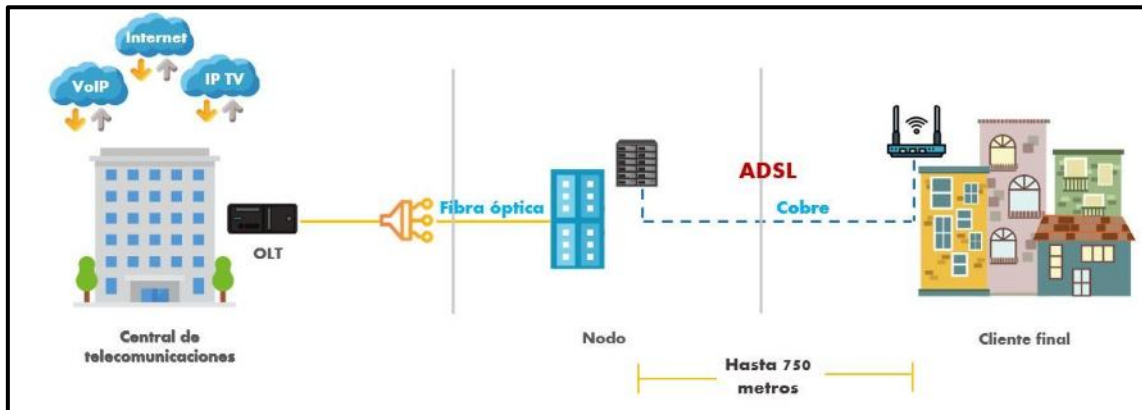 Internet
VoIP
IP TV
OLT
Fibra óptica
ADSL
Cobre
Central de
telecomunicaciones
Nodo
Cliente final
Hasta 750
metros